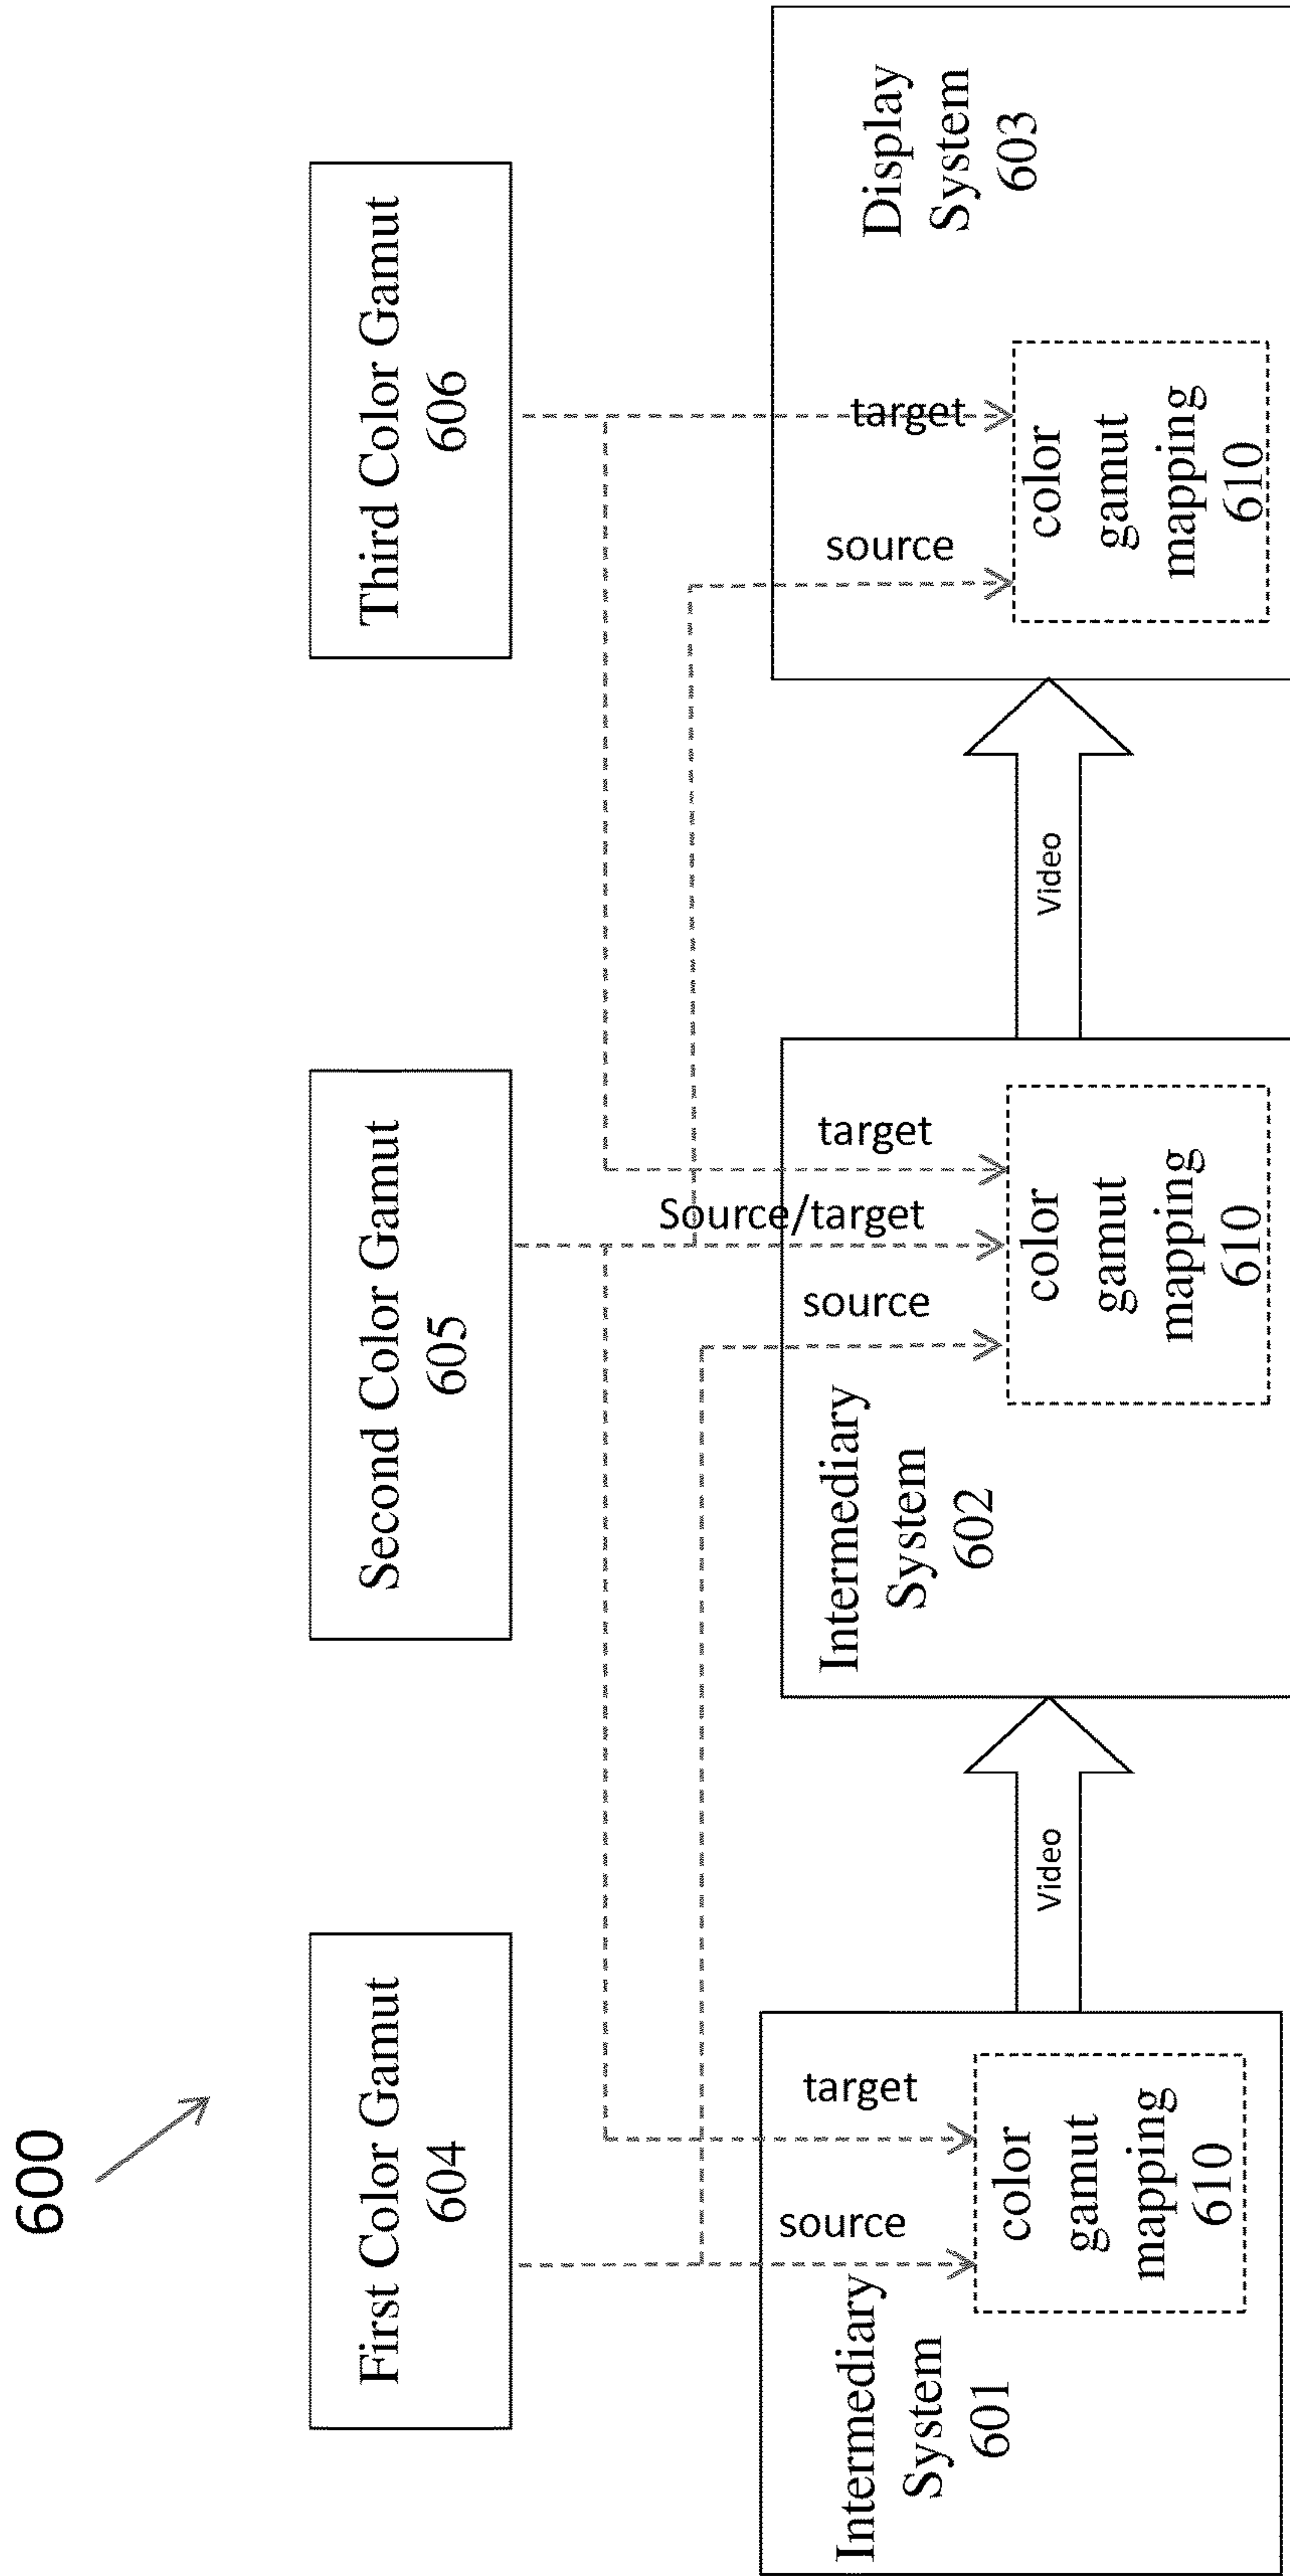 600
First Color Gamut
604
Second Color Gamut
605
Third Color Gamut
606
source
target
source
Source/target
target
source
target
Intermediary
System
601
color
gamut
mapping
610
Video
Intermediary
System
602
color
gamut
mapping
610
Video
Display
System
603
color
gamut
mapping
610